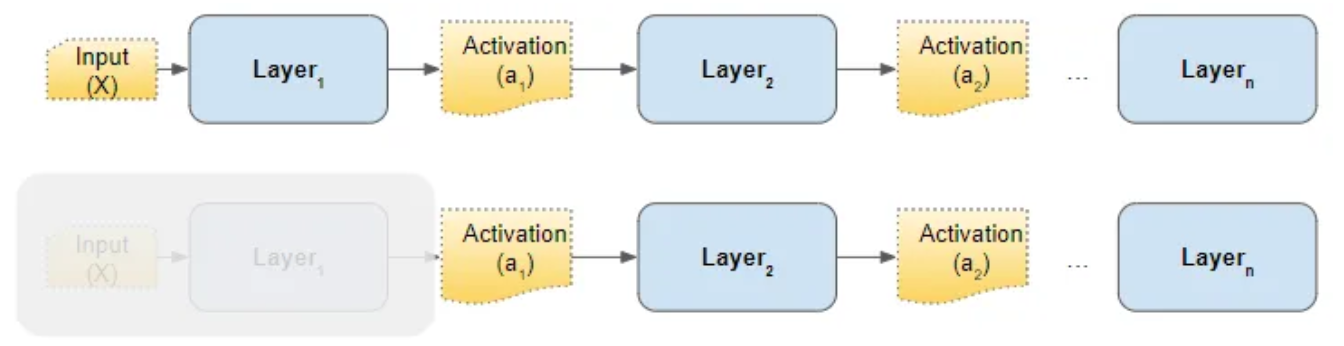 Input
(X)
Layer₁
Activation
(a₁)
Layer₂
Activation
(a₂)
...
Layerₙ
Input
(X)
Layer₁
Activation
(a₁)
Layer₂
Activation
(a₂)
...
Layerₙ